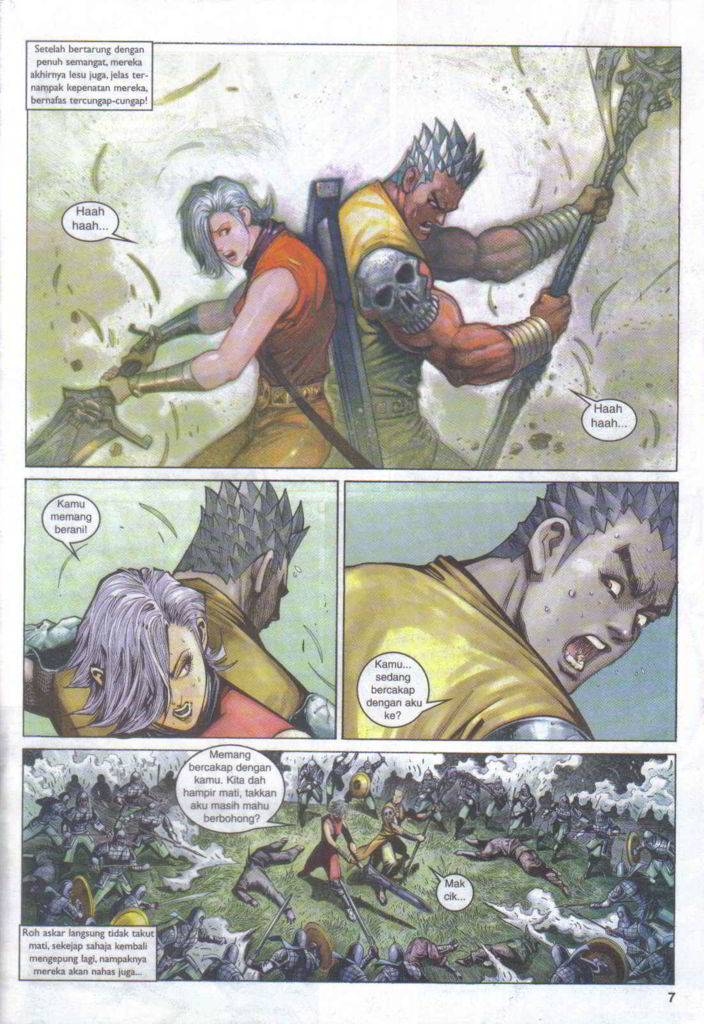 Setelah bertarung dengan
penuh semangat, mereka
akhirnya lesu juga, jelas ter-
nampak kepenatan mereka,
bernafas tercungap-cungap!
Haah
haah...
Haah
haah...
Kamu
memang
berani!
Kamu...
sedang
bercakap
dengan aku
ke?
Memang
bercakap dengan
kamu. Kita dah
hampir mati, takkan
aku masih mahu
berbohong?
Mak
cik...
Roh askar langsung tidak takut
mati, sekejap sahaja kembali
mengepung lagi, nampaknya
mereka akan nahas juga...
7